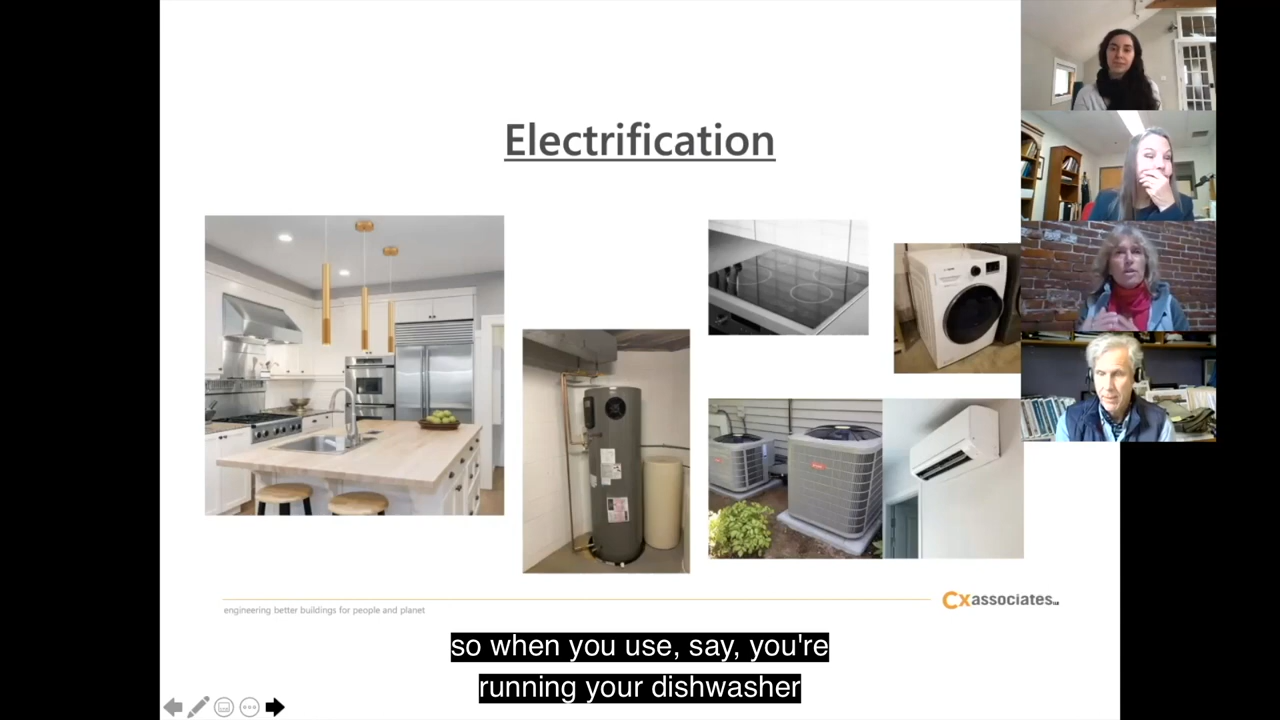 Electrification
engineering better buildings for people and planet
Cxassociates
so when you use, say, you're
running your dishwasher